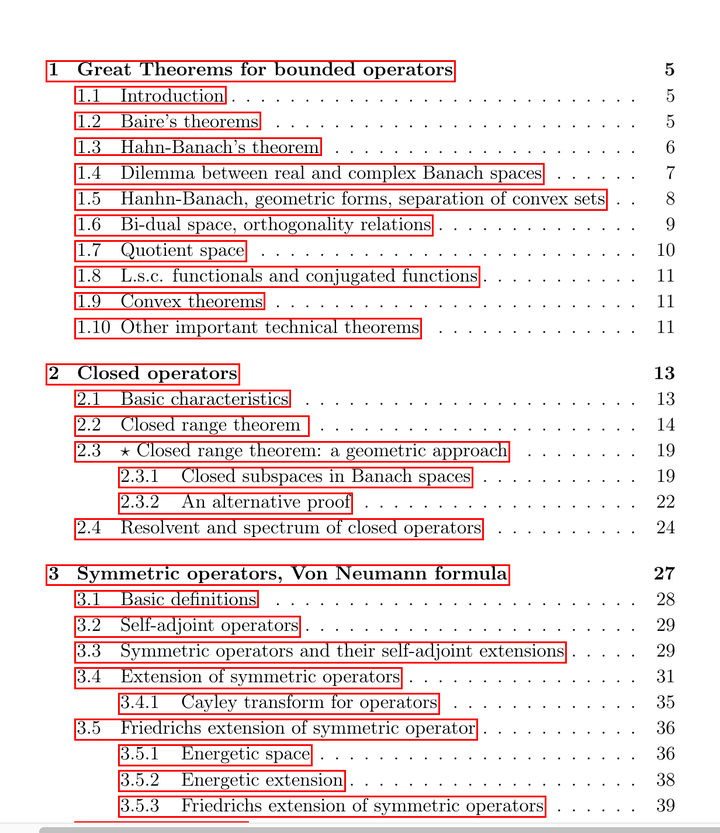 1 Great Theorems for bounded operators 5
1.1 Introduction . . . . . . . . . . . . . . . . . . . . . . . . . . . . 5
1.2 Baire's theorems . . . . . . . . . . . . . . . . . . . . . . . . . 5
1.3 Hahn-Banach's theorem . . . . . . . . . . . . . . . . . . . . . 6
1.4 Dilemma between real and complex Banach spaces . . . . . . 7
1.5 Hanhn-Banach, geometric forms, separation of convex sets . . 8
1.6 Bi-dual space, orthogonality relations . . . . . . . . . . . . . . 9
1.7 Quotient space . . . . . . . . . . . . . . . . . . . . . . . . . . 10
1.8 L.s.c. functionals and conjugated functions . . . . . . . . . . . 11
1.9 Convex theorems . . . . . . . . . . . . . . . . . . . . . . . . . 11
1.10 Other important technical theorems . . . . . . . . . . . . . . 11
2 Closed operators 13
2.1 Basic characteristics . . . . . . . . . . . . . . . . . . . . . . . 13
2.2 Closed range theorem . . . . . . . . . . . . . . . . . . . . . . 14
2.3 ⋆ Closed range theorem: a geometric approach . . . . . . . . 19
2.3.1 Closed subspaces in Banach spaces . . . . . . . . . . . 19
2.3.2 An alternative proof . . . . . . . . . . . . . . . . . . . 22
2.4 Resolvent and spectrum of closed operators . . . . . . . . . . 24
3 Symmetric operators, Von Neumann formula 27
3.1 Basic definitions . . . . . . . . . . . . . . . . . . . . . . . . . 28
3.2 Self-adjoint operators . . . . . . . . . . . . . . . . . . . . . . . 29
3.3 Symmetric operators and their self-adjoint extensions . . . . . 29
3.4 Extension of symmetric operators . . . . . . . . . . . . . . . . 31
3.4.1 Cayley transform for operators . . . . . . . . . . . . . 35
3.5 Friedrichs extension of symmetric operator . . . . . . . . . . . 36
3.5.1 Energetic space . . . . . . . . . . . . . . . . . . . . . . 36
3.5.2 Energetic extension . . . . . . . . . . . . . . . . . . . . 38
3.5.3 Friedrichs extension of symmetric operators . . . . . . 39